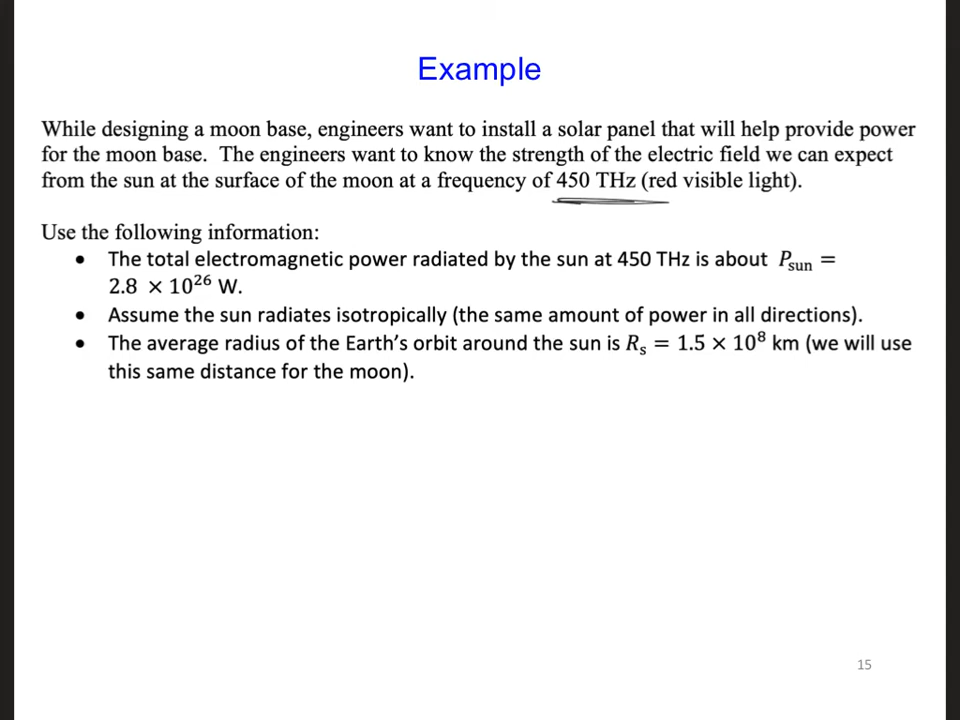 Example
While designing a moon base, engineers want to install a solar panel that will help provide power
for the moon base. The engineers want to know the strength of the electric field we can expect
from the sun at the surface of the moon at a frequency of 450 THz (red visible light).
Use the following information:
• The total electromagnetic power radiated by the sun at 450 THz is about P_sun =
2.8 × 10²⁶ W.
• Assume the sun radiates isotropically (the same amount of power in all directions).
• The average radius of the Earth's orbit around the sun is R_s = 1.5 × 10⁸ km (we will use
this same distance for the moon).
15